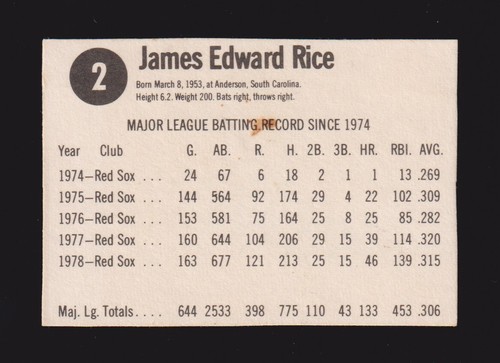 2
James Edward Rice
Born March 8, 1953, at Anderson, South Carolina.
Height 6.2. Weight 200. Bats right, throws right.
MAJOR LEAGUE BATTING RECORD SINCE 1974
Year Club G. AB. R. H. 2B. 3B. HR. RBI. AVG.
1974—Red Sox . . . 24 67 6 18 2 1 1 13 .269
1975—Red Sox . . . 144 564 92 174 29 4 22 102 .309
1976—Red Sox . . . 153 581 75 164 25 8 25 85 .282
1977—Red Sox . . . 160 644 104 206 29 15 39 114 .320
1978—Red Sox . . . 163 677 121 213 25 15 46 139 .315
Maj. Lg. Totals. . . . 644 2533 398 775 110 43 133 453 .306